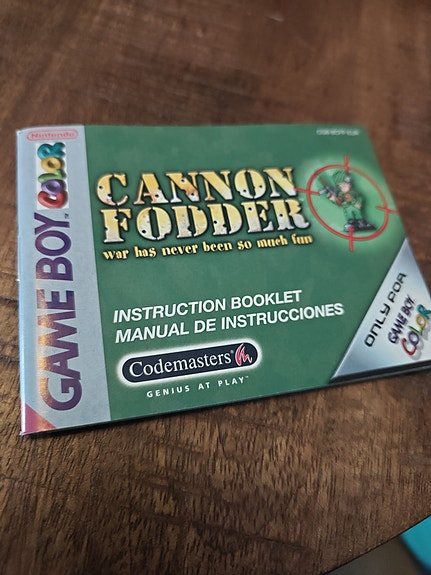 Nintendo
GAME BOY COLOR
CANNON
FODDER
war has never been so much fun
INSTRUCTION BOOKLET
MANUAL DE INSTRUCCIONES
Codemasters
GENIUS AT PLAY™
ONLY FOR
GAME BOY
COLOR